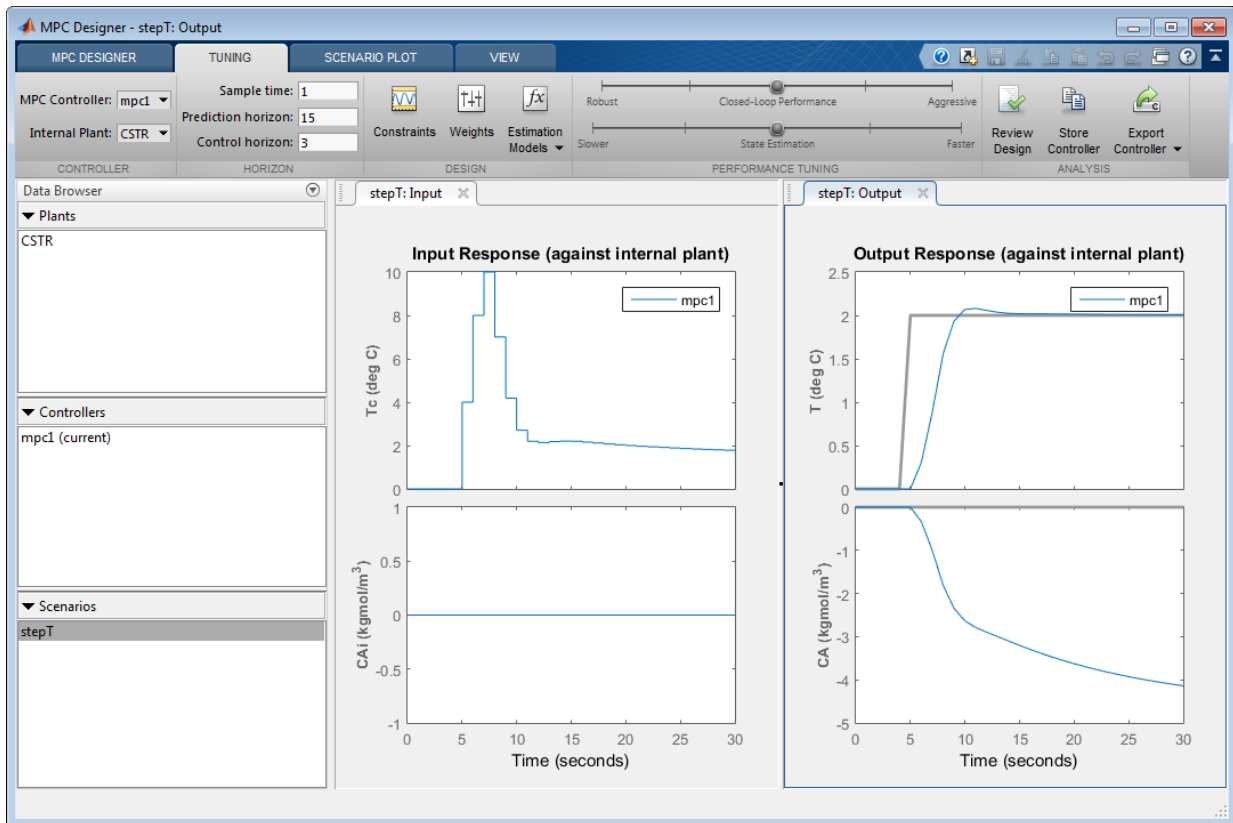 MPC Designer - stepT: Output
MPC DESIGNER TUNING SCENARIO PLOT VIEW
MPC Controller: mpc1
Internal Plant: CSTR
CONTROLLER
Sample time: 1
Prediction horizon: 15
Control horizon: 3
HORIZON
Constraints Weights Estimation Models
DESIGN
Robust Closed-Loop Performance Aggressive
Slower State Estimation Faster
PERFORMANCE TUNING
Review Design Store Controller Export Controller
ANALYSIS
Data Browser
Plants
CSTR
Controllers
mpc1 (current)
Scenarios
stepT
stepT: Input
Input Response (against internal plant)
mpc1
Tc (deg C)
10
8
6
4
2
0
CAi (kgmol/m³)
1
0.5
0
-0.5
-1
0 5 10 15 20 25 30
Time (seconds)
stepT: Output
Output Response (against internal plant)
mpc1
T (deg C)
2.5
2
1.5
1
0.5
0
CA (kgmol/m³)
0
-1
-2
-3
-4
-5
0 5 10 15 20 25 30
Time (seconds)